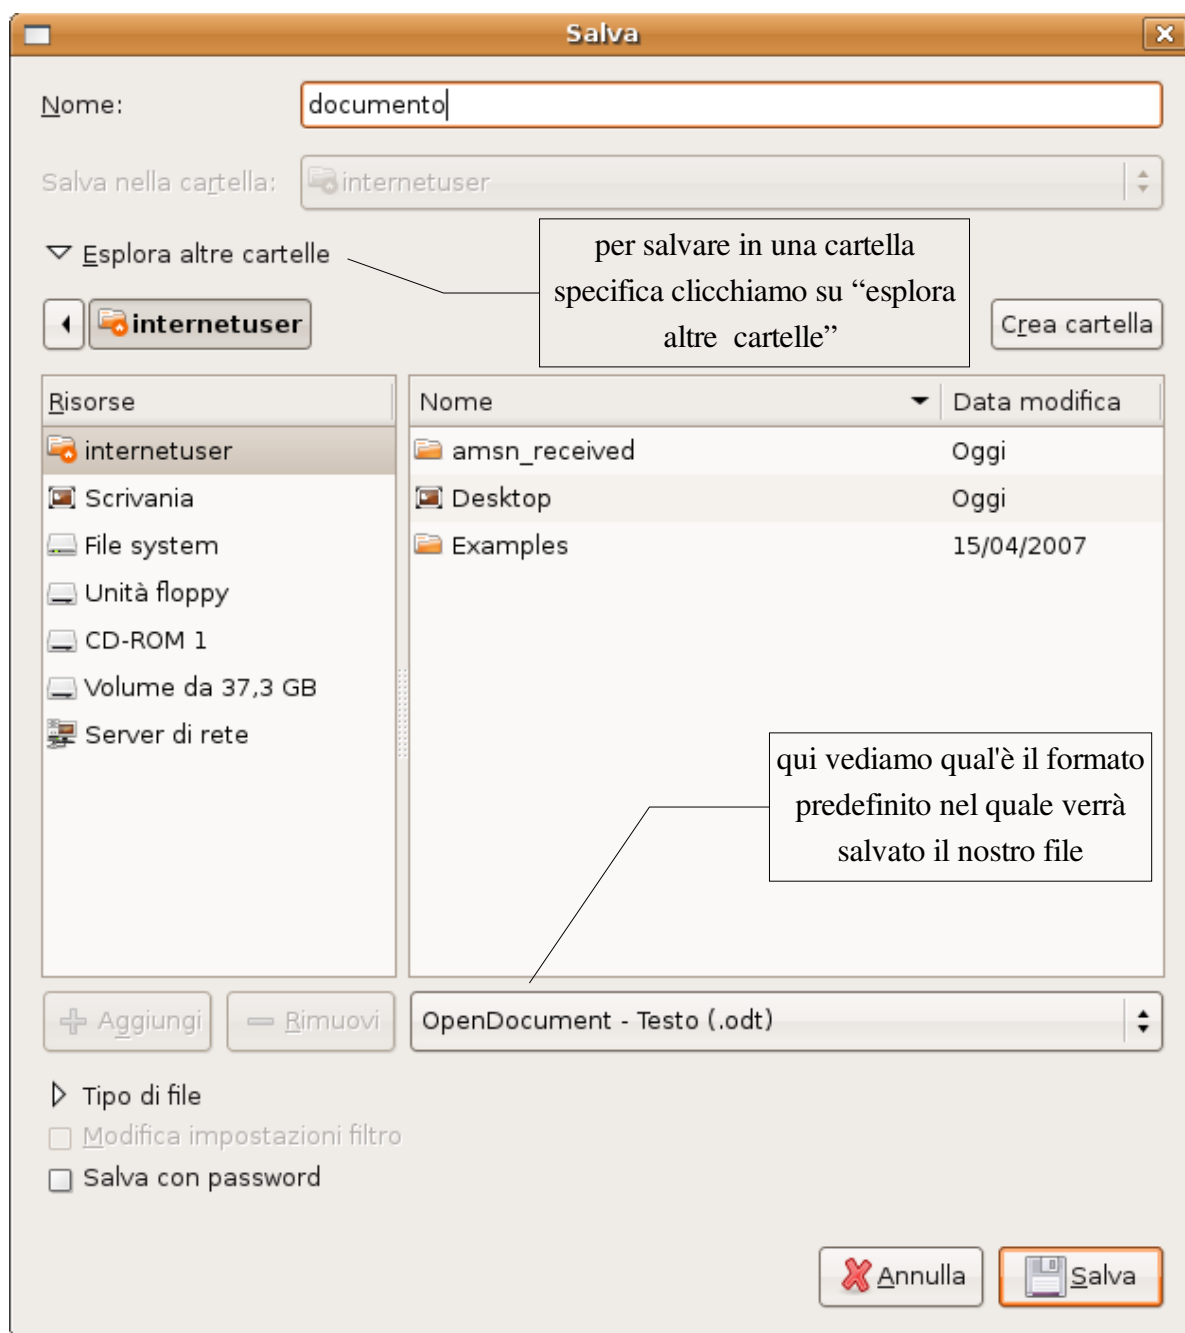 Salva
Nome:
documento
Salva nella cartella:
internetuser
Esplora altre cartelle
per salvare in una cartella
specifica clicchiamo su “esplora
altre cartelle”
internetuser
Crea cartella
Risorse
Nome
Data modifica
internetuser
amsn_received
Oggi
Scrivania
Desktop
Oggi
File system
Examples
15/04/2007
Unità floppy
CD-ROM 1
Volume da 37,3 GB
Server di rete
qui vediamo qual'è il formato
predefinito nel quale verrà
salvato il nostro file
Aggiungi
Rimuovi
OpenDocument - Testo (.odt)
Tipo di file
Modifica impostazioni filtro
Salva con password
Annulla
Salva